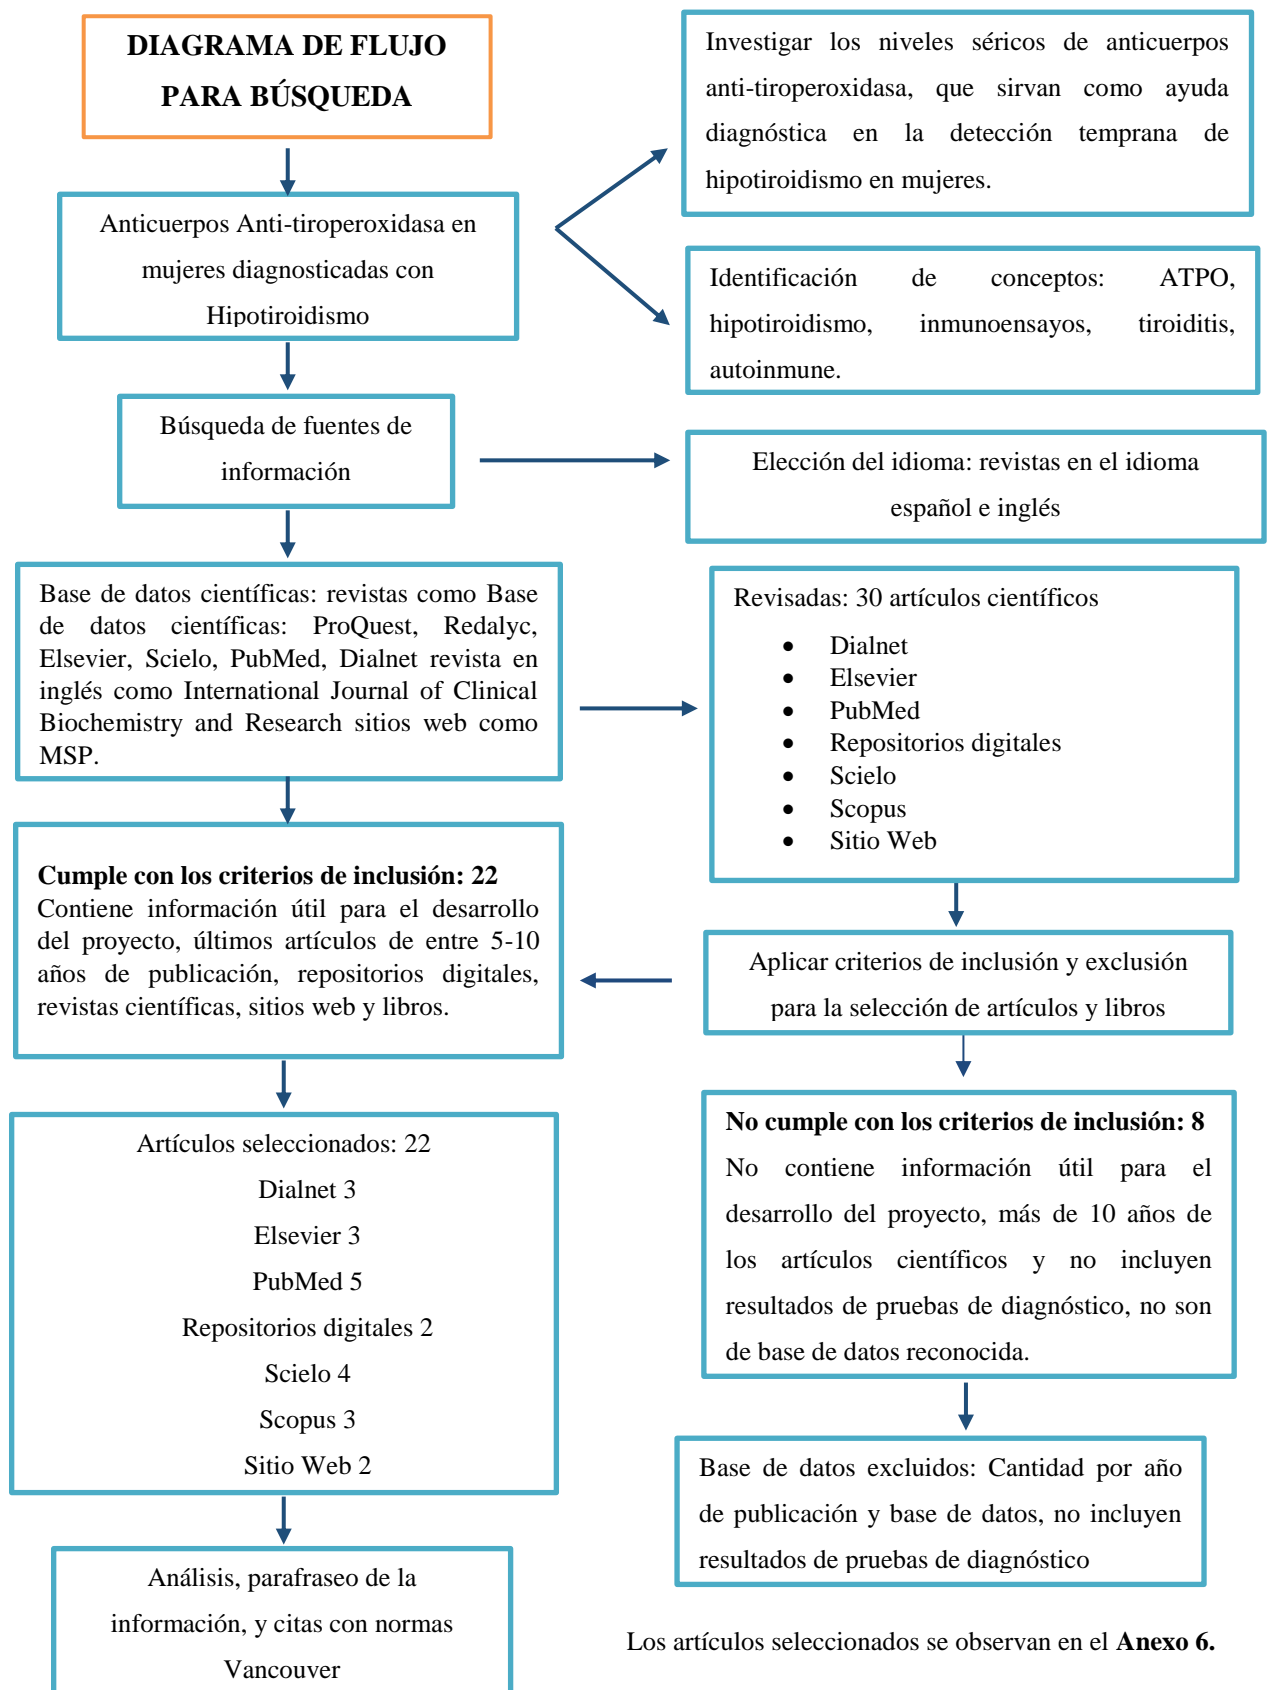 DIAGRAMA DE FLUJO
PARA BÚSQUEDA
Investigar los niveles séricos de anticuerpos
anti-tiroperoxidasa, que sirvan como ayuda
diagnóstica en la detección temprana de
hipotiroidismo en mujeres.
Anticuerpos Anti-tiroperoxidasa en
mujeres diagnosticadas con
Hipotiroidismo
Identificación de conceptos: ATPO,
hipotiroidismo, inmunoensayos, tiroiditis,
autoinmune.
Búsqueda de fuentes de
información
Elección del idioma: revistas en el idioma
español e inglés
Base de datos científicas: revistas como Base
de datos científicas: ProQuest, Redalyc,
Elsevier, Scielo, PubMed, Dialnet revista en
inglés como International Journal of Clinical
Biochemistry and Research sitios web como
MSP.
Revisadas: 30 artículos científicos
• Dialnet
• Elsevier
• PubMed
• Repositorios digitales
• Scielo
• Scopus
• Sitio Web
Cumple con los criterios de inclusión: 22
Contiene información útil para el desarrollo
del proyecto, últimos artículos de entre 5-10
años de publicación, repositorios digitales,
revistas científicas, sitios web y libros.
Aplicar criterios de inclusión y exclusión
para la selección de artículos y libros
Artículos seleccionados: 22
Dialnet 3
Elsevier 3
PubMed 5
Repositorios digitales 2
Scielo 4
Scopus 3
Sitio Web 2
No cumple con los criterios de inclusión: 8
No contiene información útil para el
desarrollo del proyecto, más de 10 años de
los artículos científicos y no incluyen
resultados de pruebas de diagnóstico, no son
de base de datos reconocida.
Base de datos excluidos: Cantidad por año
de publicación y base de datos, no incluyen
resultados de pruebas de diagnóstico
Análisis, parafraseo de la
información, y citas con normas
Vancouver
Los artículos seleccionados se observan en el Anexo 6.